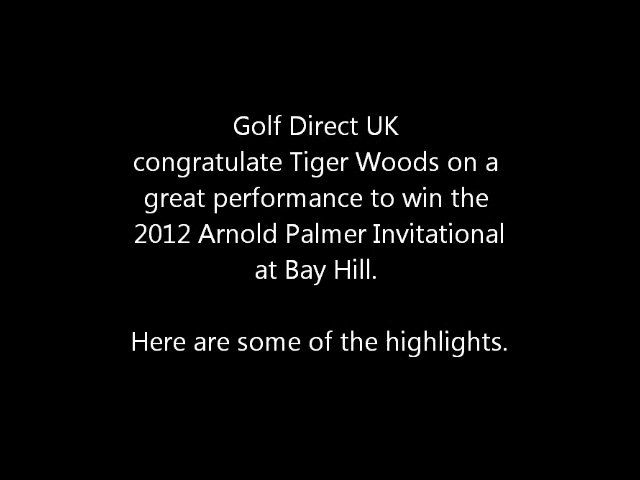 Golf Direct UK
congratulate Tiger Woods on a
great performance to win the
2012 Arnold Palmer Invitational
at Bay Hill.
Here are some of the highlights.